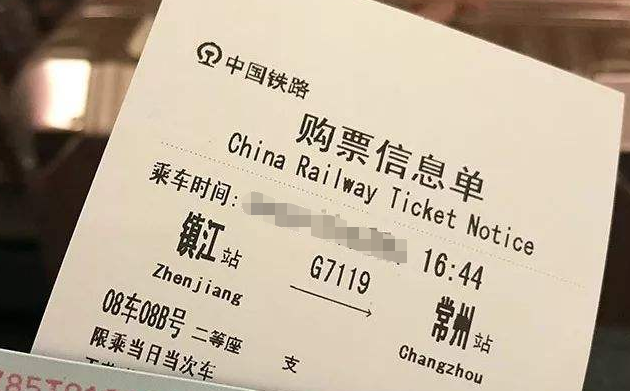 中国铁路
购票信息单
China Railway Ticket Notice
乘车时间: 16:44
镇江站 G7119 常州站
Zhenjiang Changzhou
08车08B号 二等座 支
限乘当日当次车